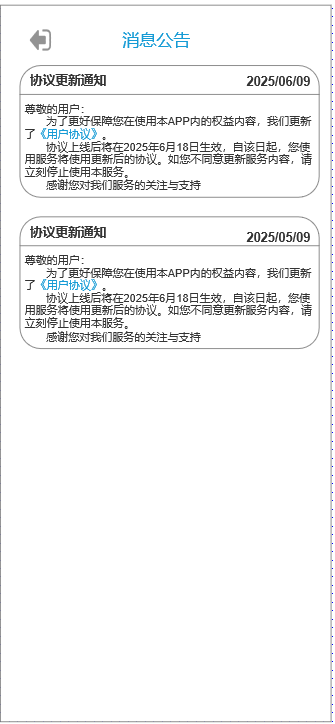 消息公告
协议更新通知 2025/06/09
尊敬的用户：
为了更好保障您在使用本APP内的权益内容，我们更新
了《用户协议》。
协议上线后将在2025年6月18日生效，自该日起，您使
用服务将使用更新后的协议。如您不同意更新服务内容，请
立刻停止使用本服务。
感谢您对我们服务的关注与支持
协议更新通知 2025/05/09
尊敬的用户：
为了更好保障您在使用本APP内的权益内容，我们更新
了《用户协议》。
协议上线后将在2025年6月18日生效，自该日起，您使
用服务将使用更新后的协议。如您不同意更新服务内容，请
立刻停止使用本服务。
感谢您对我们服务的关注与支持